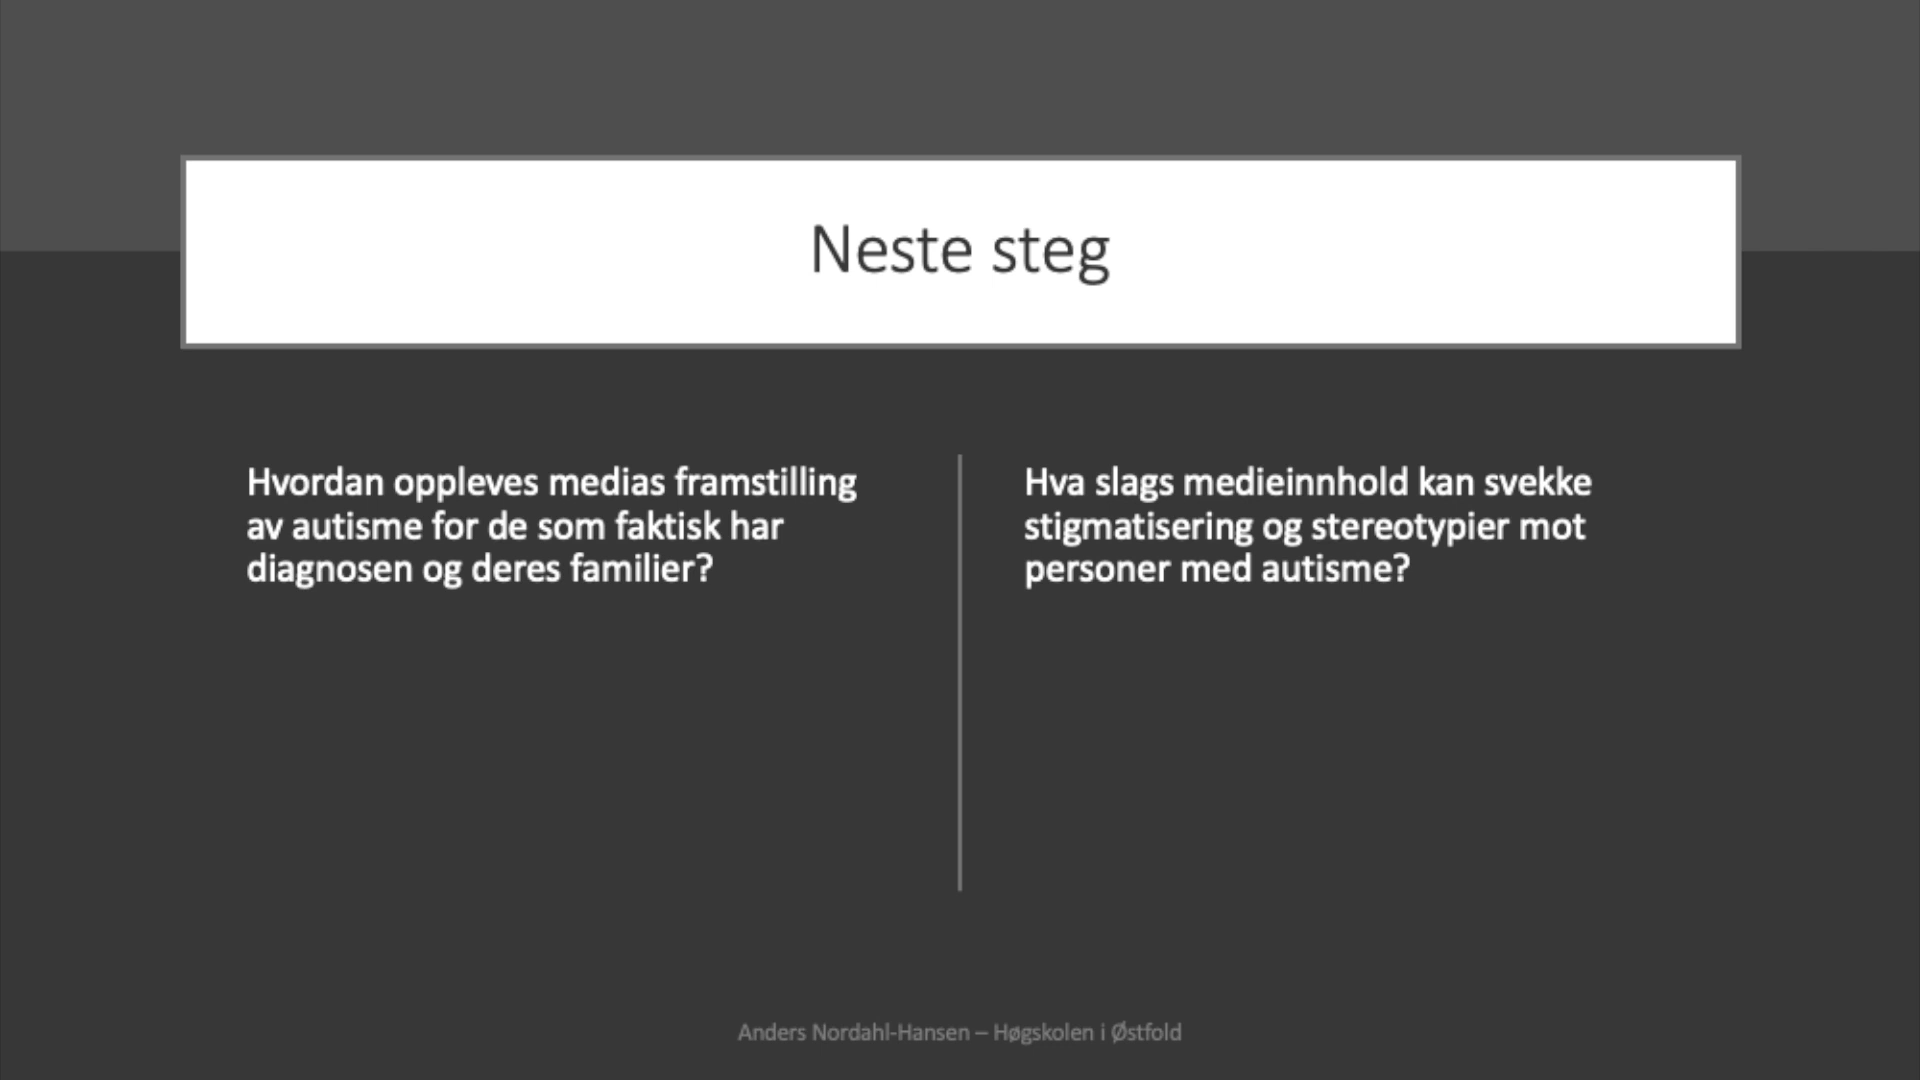 Neste steg
Hvordan oppleves medias framstilling
av autisme for de som faktisk har
diagnosen og deres familier?
Hva slags medieinnhold kan svekke
stigmatisering og stereotypier mot
personer med autisme?
Anders Nordahl-Hansen – Høgskolen i Østfold